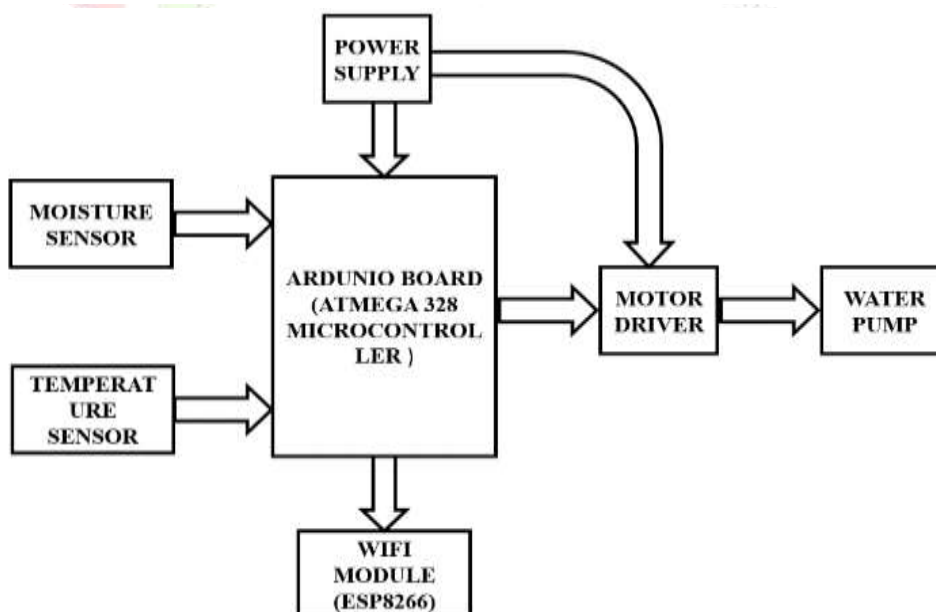 POWER
SUPPLY
MOISTURE
SENSOR
ARDUNIO BOARD
(ATMEGA 328
MICROCONTROL
LER )
MOTOR
DRIVER
WATER
PUMP
TEMPERAT
URE
SENSOR
WIFI
MODULE
(ESP8266)